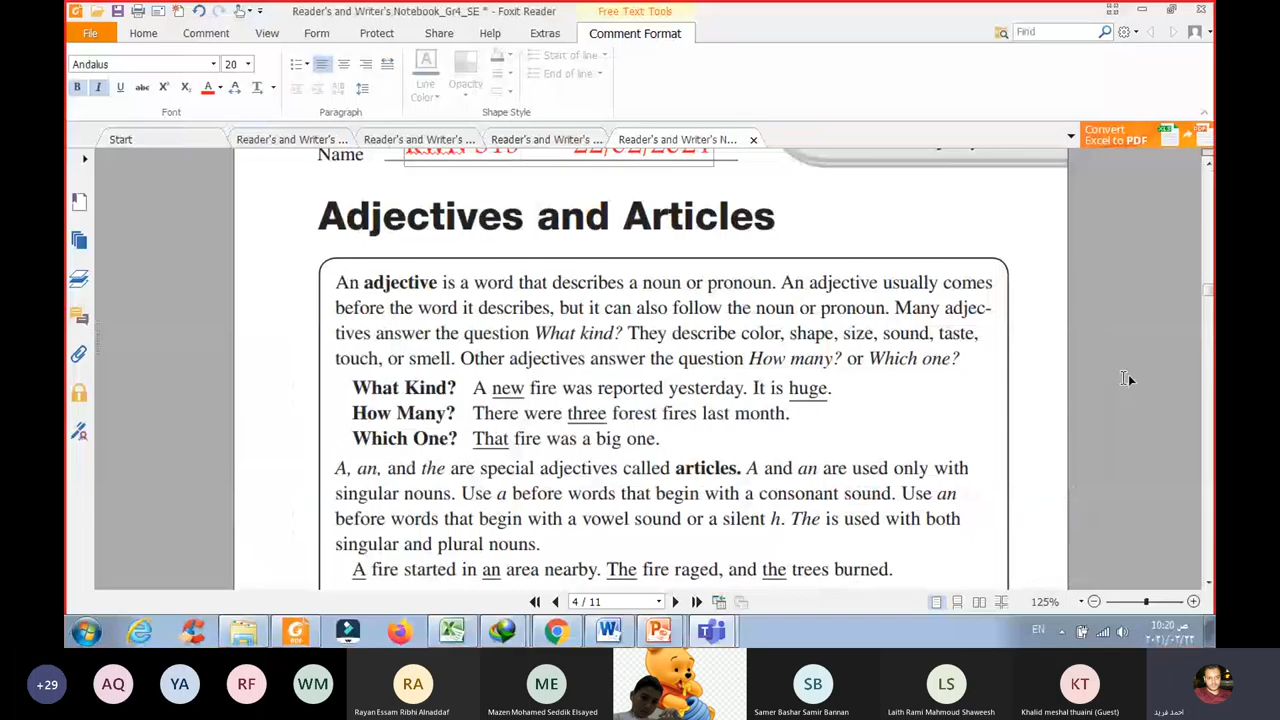 Reader's and Writer's Notebook_Gr4_SE * - Foxit Reader
Free Text Tools
File Home Comment View Form Protect Share Help Extras Comment Format
Find
Andalus 20
Start of line
End of line
Line Color
Opacity
B I U abc X² X₂ A A T
Font Paragraph Shape Style
Start Reader's and Writer's ... Reader's and Writer's ... Reader's and Writer's ... Reader's and Writer's N...
Convert Excel to PDF
Name
Adjectives and Articles
An adjective is a word that describes a noun or pronoun. An adjective usually comes
before the word it describes, but it can also follow the noun or pronoun. Many adjec-
tives answer the question What kind? They describe color, shape, size, sound, taste,
touch, or smell. Other adjectives answer the question How many? or Which one?
What Kind? A new fire was reported yesterday. It is huge.
How Many? There were three forest fires last month.
Which One? That fire was a big one.
A, an, and the are special adjectives called articles. A and an are used only with
singular nouns. Use a before words that begin with a consonant sound. Use an
before words that begin with a vowel sound or a silent h. The is used with both
singular and plural nouns.
A fire started in an area nearby. The fire raged, and the trees burned.
4 / 11
125%
EN
ص 10:20
٢٠٢١/٠٢/٢٢
+29 AQ YA RF WM RA ME SB LS KT
Rayan Essam Ribhi Alnaddaf
Mazen Mohamed Seddik Elsayed
Samer Bashar Samir Bannan
Laith Rami Mahmoud Shaweesh
Khalid meshal thuaini (Guest)
احمد فريد